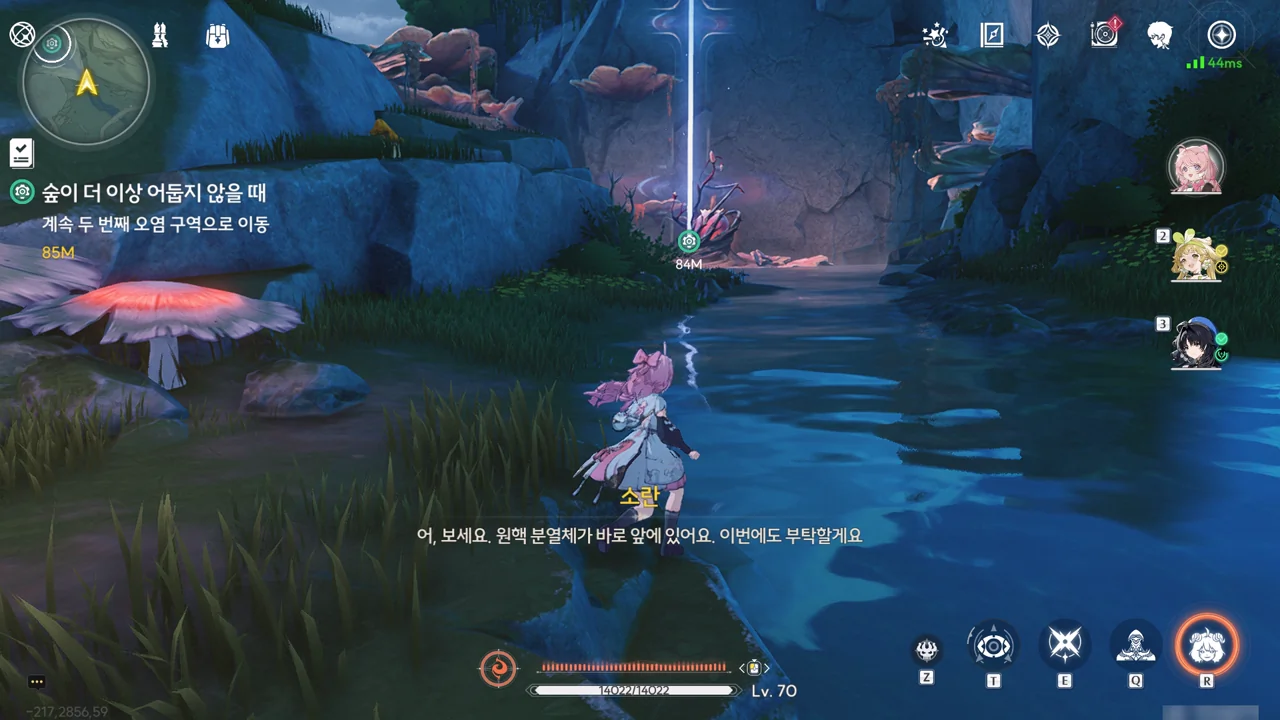 44ms
숲이 더 이상 어둡지 않을 때
계속 두 번째 오염 구역으로 이동
85M
84M
2
3
소란
어, 보세요. 원핵 분열체가 바로 앞에 있어요. 이번에도 부탁할게요
14022/14022
Lv. 70
Z
T
E
Q
R
-217,2856,59